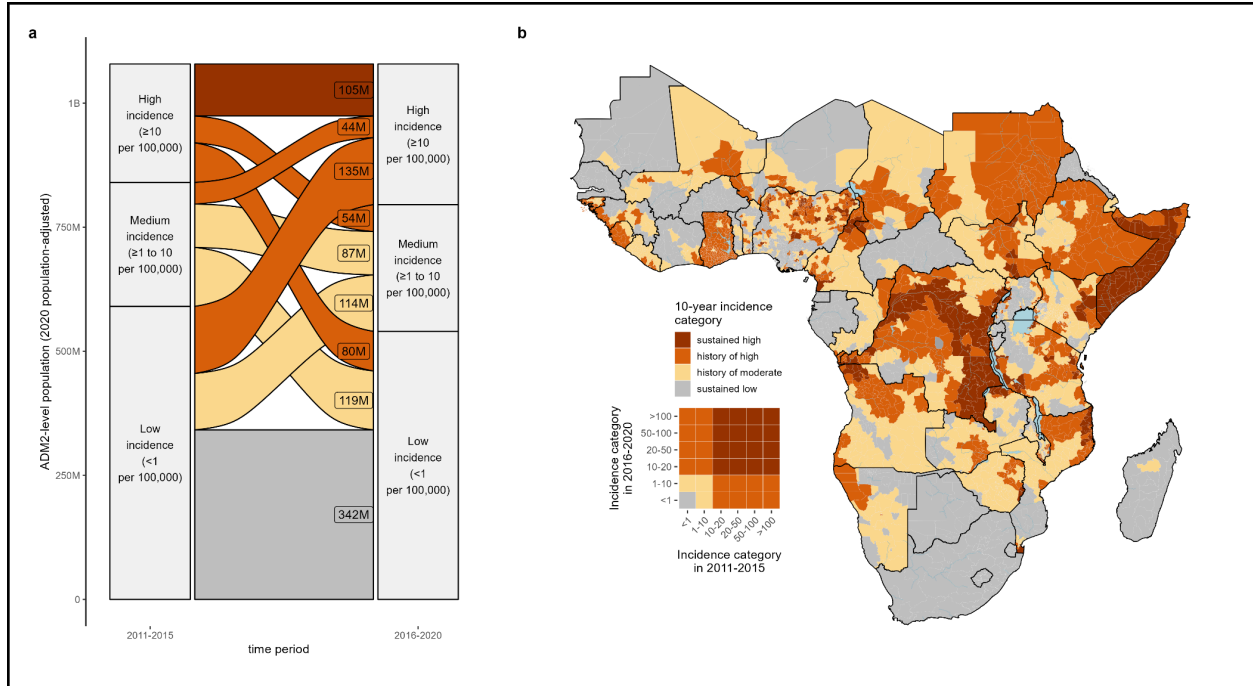 a
ADM2-level population (2020 population-adjusted)
1B
750M
500M
250M
0
High
incidence
(≥10
per 100,000)
Medium
incidence
(≥1 to 10
per 100,000)
Low
incidence
(<1
per 100,000)
105M
44M
135M
54M
87M
114M
80M
119M
342M
High
incidence
(≥10
per 100,000)
Medium
incidence
(≥1 to 10
per 100,000)
Low
incidence
(<1
per 100,000)
2011-2015
2016-2020
time period
b
10-year incidence
category
sustained high
history of high
history of moderate
sustained low
Incidence category
in 2016-2020
>100
50-100
20-50
10-20
1-10
<1
<1
1-10
10-20
20-50
50-100
>100
Incidence category
in 2011-2015